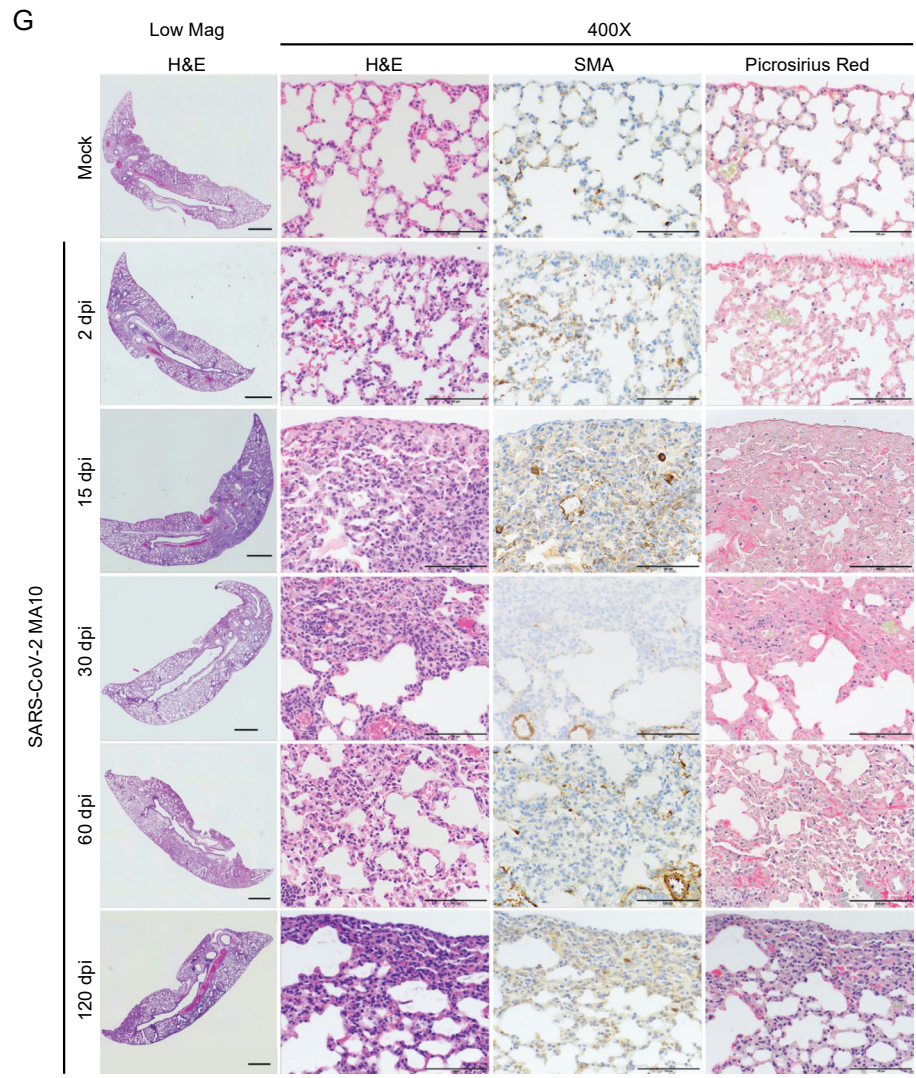 G
Low Mag
400X
H&E
H&E
SMA
Picrosirius Red
Mock
2 dpi
15 dpi
30 dpi
60 dpi
120 dpi
SARS-CoV-2 MA10